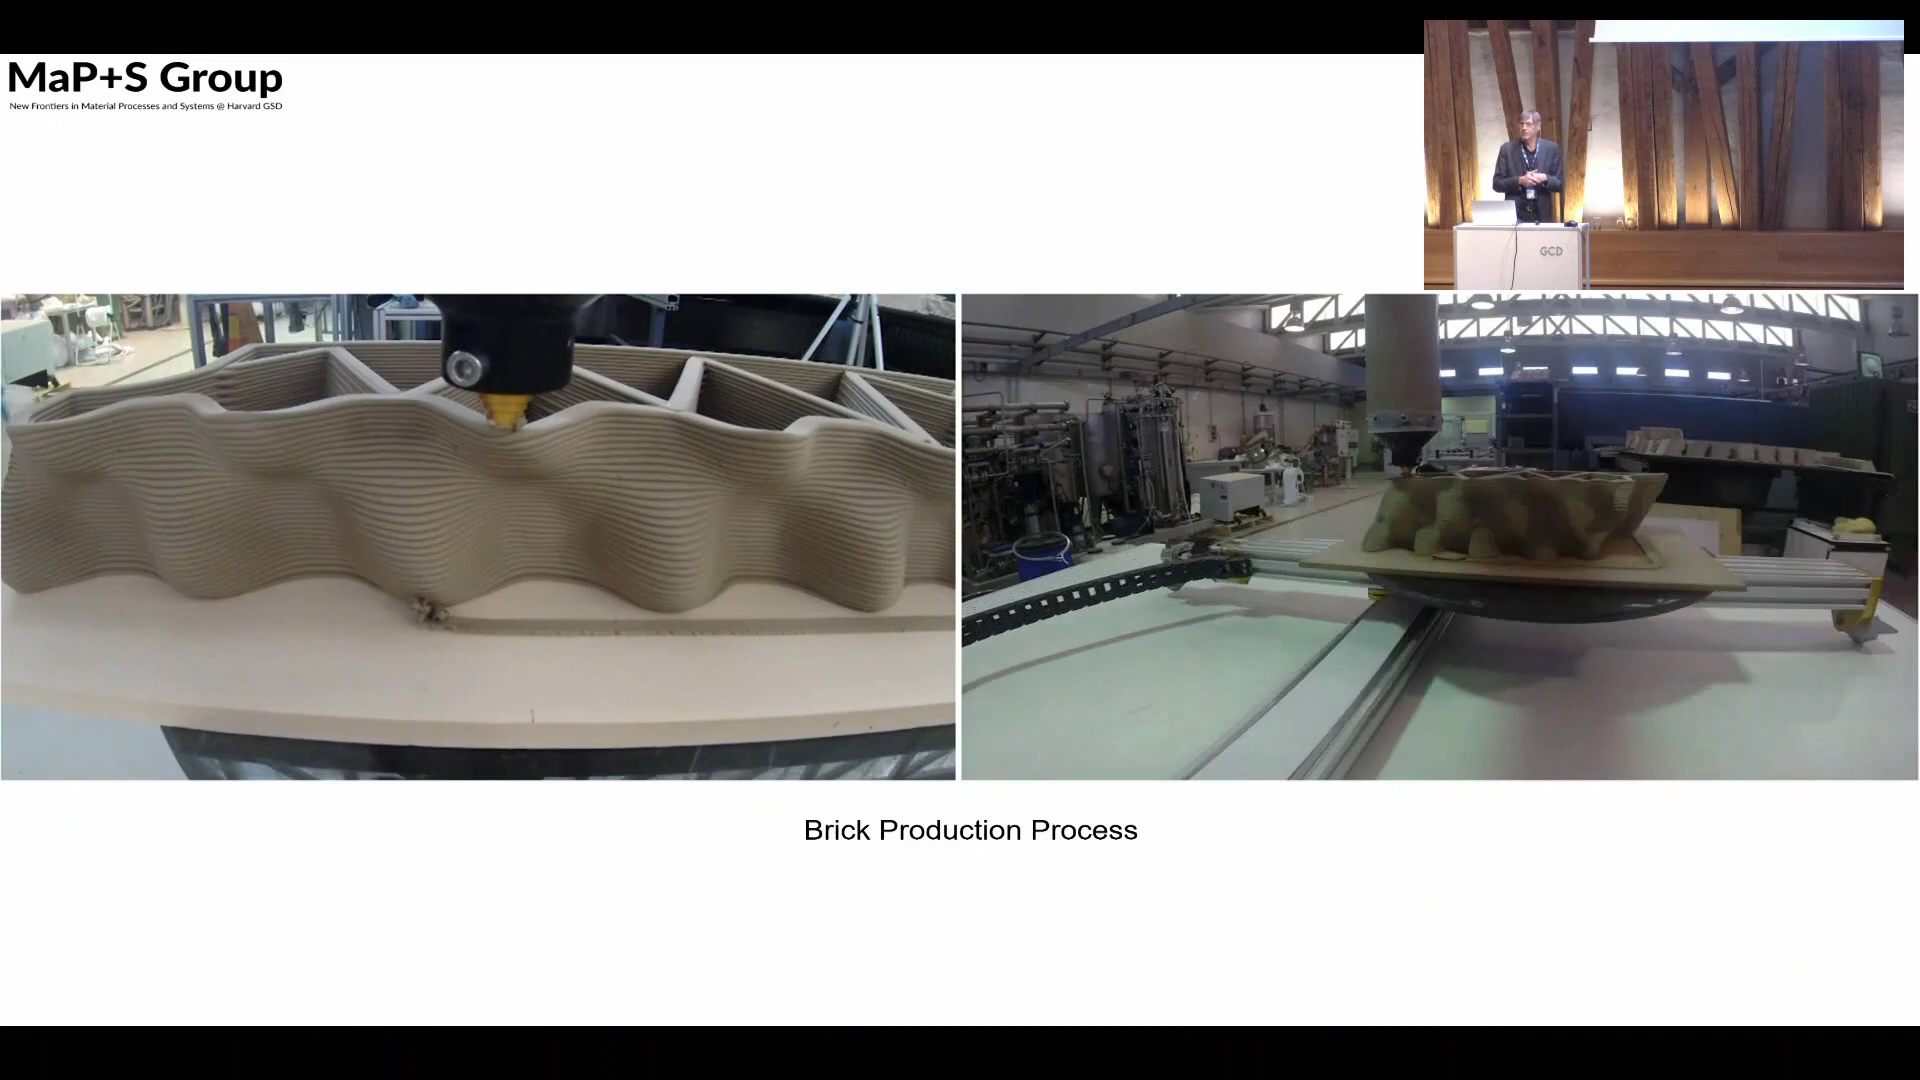 MaP+S Group
New Frontiers in Material Processes and Systems @ Harvard GSD
GCD
Brick Production Process